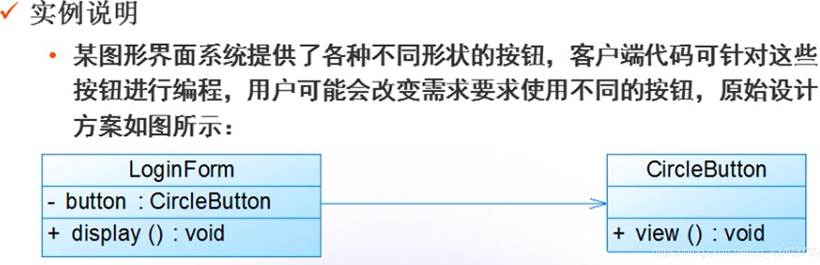 ✓ 实例说明
• 某图形界面系统提供了各种不同形状的按钮，客户端代码可针对这些
按钮进行编程，用户可能会改变需求要求使用不同的按钮，原始设计
方案如图所示：
LoginForm
- button : CircleButton
+ display () : void
CircleButton
+ view () : void